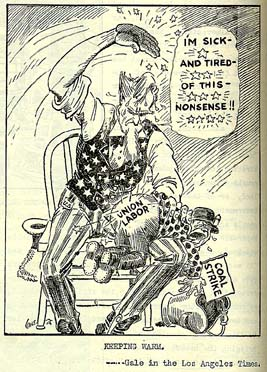 I'M SICK-
AND TIRED-
OF THIS-
NONSENSE!!
UNION
LABOR
COAL
STRIKE
KEEPING WARM.
-----Gale in the Los Angeles Times.